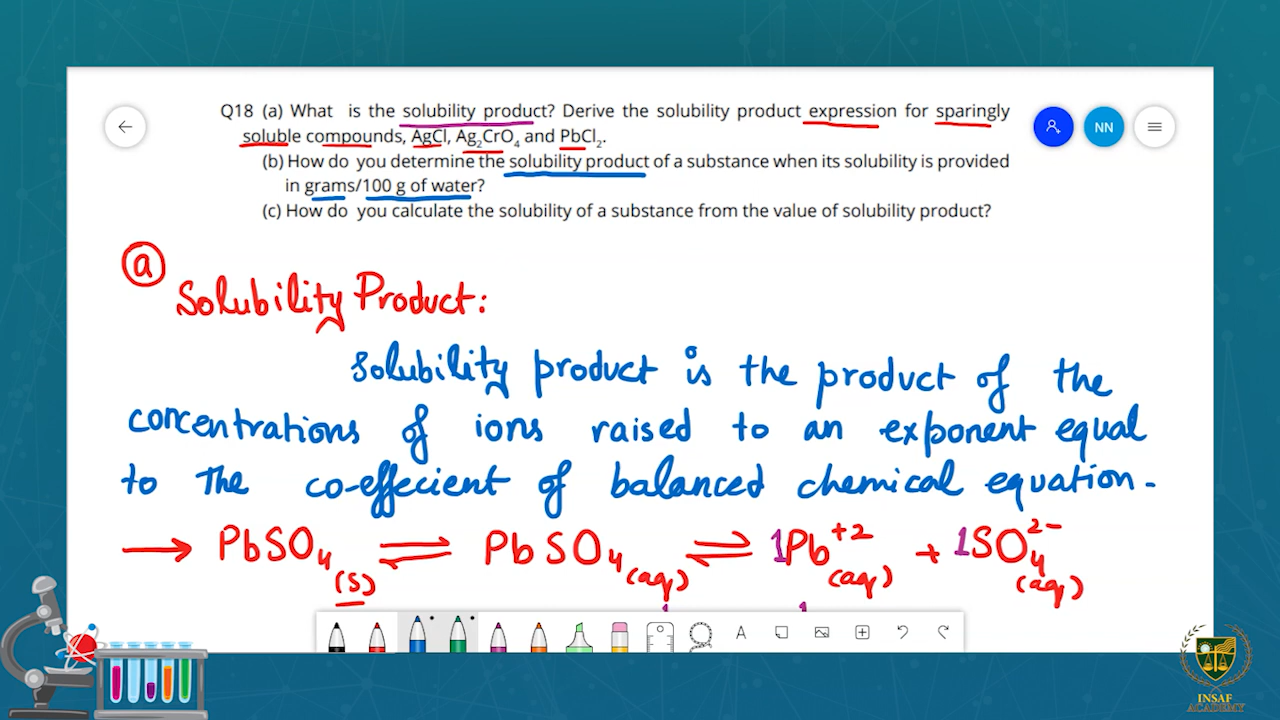 Q18 (a) What is the solubility product? Derive the solubility product expression for sparingly
soluble compounds, AgCl, Ag₂CrO₄ and PbCl₂.
(b) How do you determine the solubility product of a substance when its solubility is provided
in grams/100 g of water?
(c) How do you calculate the solubility of a substance from the value of solubility product?
NN
a
Solubility Product:
Solubility product is the product of the
concentrations of ions raised to an exponent equal
to The co-effecient of balanced chemical equation.
→ PbSO₄(s) ⇌ PbSO₄(aq) ⇌ 1Pb⁺²(aq) + 1SO₄²⁻(aq)
A
INSAF
ACADEMY